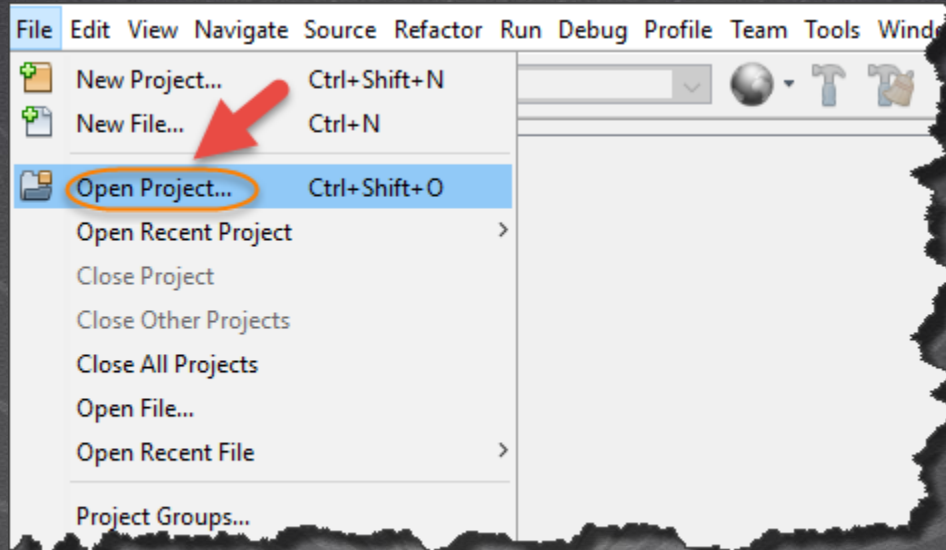 File Edit View Navigate Source Refactor Run Debug Profile Team Tools
New Project... Ctrl+Shift+N
New File... Ctrl+N
Open Project... Ctrl+Shift+O
Open Recent Project
Close Project
Close Other Projects
Close All Projects
Open File...
Open Recent File
Project Groups...